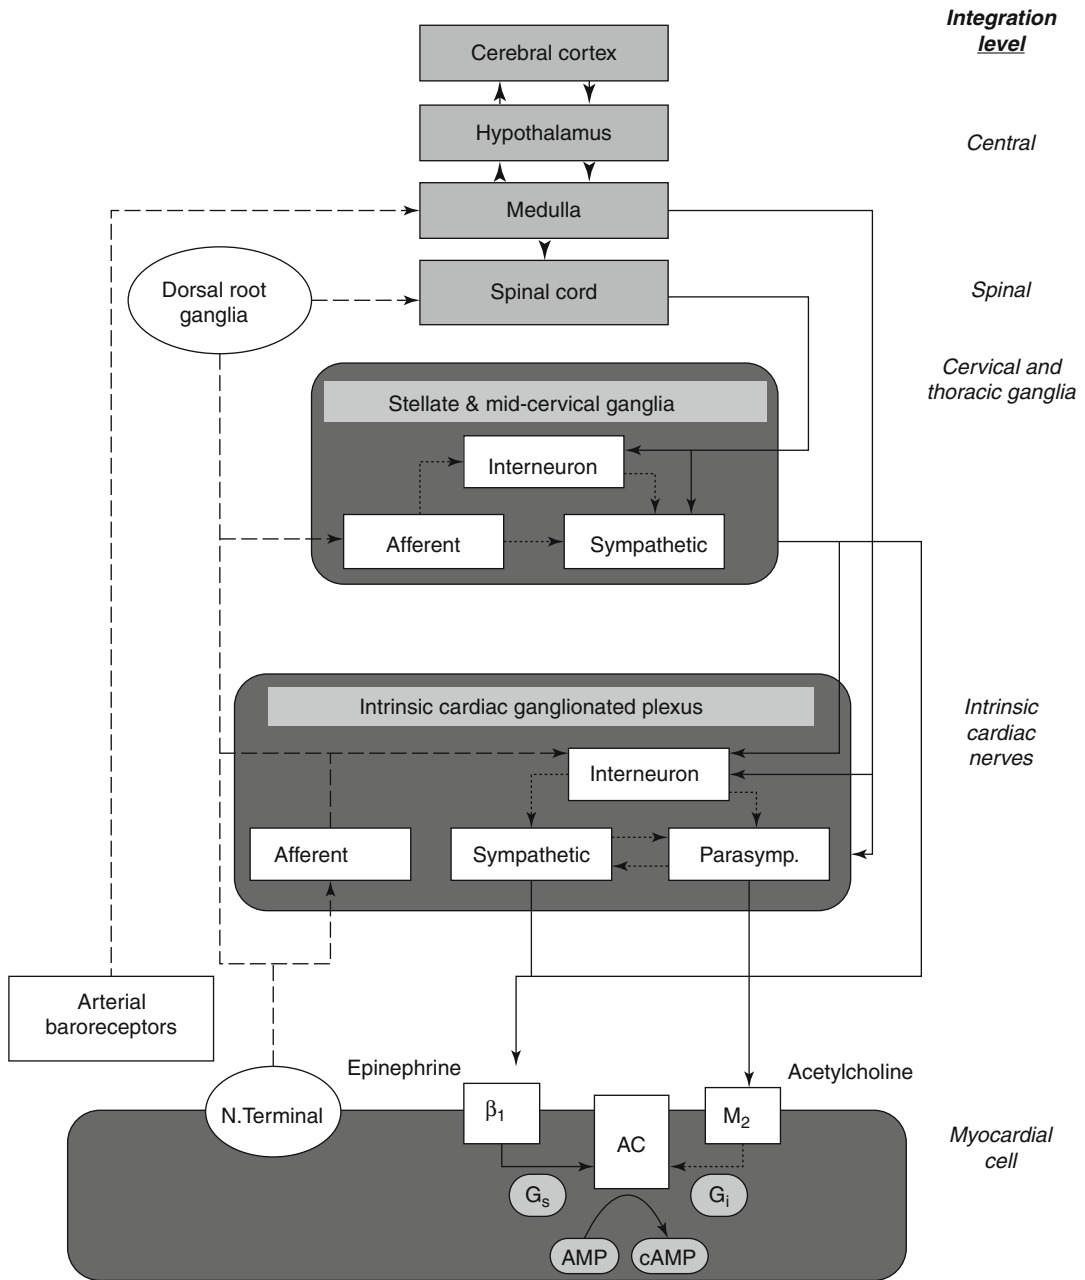 Integration
level
Cerebral cortex
Hypothalamus
Central
Medulla
Dorsal root
ganglia
Spinal cord
Spinal
Cervical and
thoracic ganglia
Stellate & mid-cervical ganglia
Interneuron
Afferent
Sympathetic
Intrinsic cardiac ganglionated plexus
Intrinsic
cardiac
nerves
Interneuron
Afferent
Sympathetic
Parasymp.
Arterial
baroreceptors
Epinephrine
Acetylcholine
N.Terminal
β₁
AC
M₂
Myocardial
cell
Gₛ
Gᵢ
AMP
cAMP